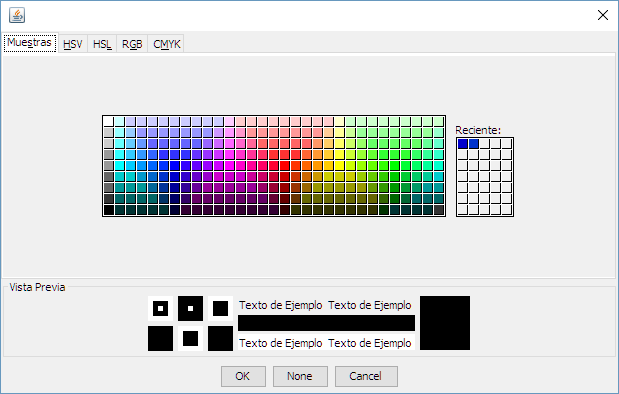 Muestras HSV HSL RGB CMYK
Reciente:
Vista Previa
Texto de Ejemplo Texto de Ejemplo
Texto de Ejemplo Texto de Ejemplo
OK None Cancel